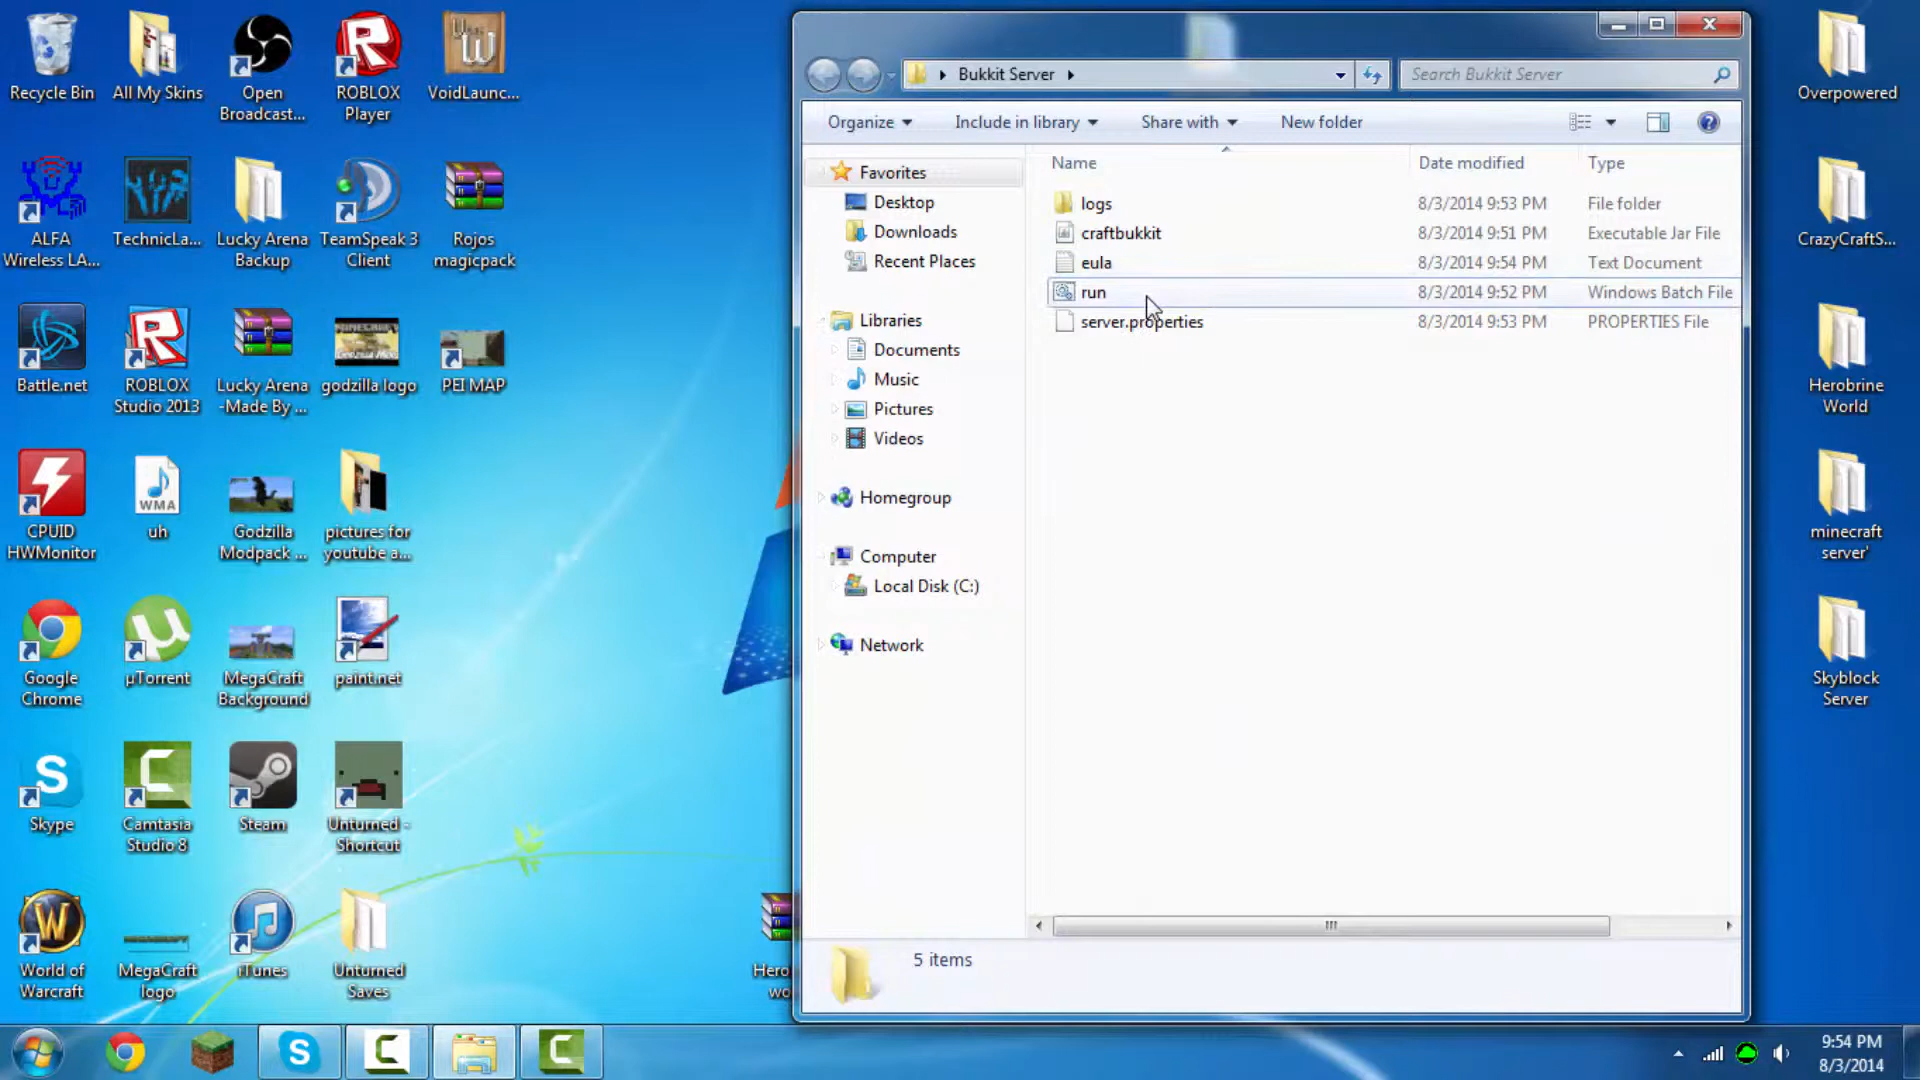 Recycle Bin
All My Skins
Open
Broadcast...
ROBLOX
Player
VoidLaunc...
ALFA
Wireless LA...
TechnicLa...
Lucky Arena
Backup
TeamSpeak 3
Client
Rojos
magicpack
Battle.net
ROBLOX
Studio 2013
Lucky Arena
-Made By ...
godzilla logo
PEI MAP
CPUID
HWMonitor
WMA
uh
Godzilla
Modpack ...
pictures for
youtube a...
Google
Chrome
µTorrent
MegaCraft
Background
paint.net
Skype
Camtasia
Studio 8
Steam
Unturned -
Shortcut
World of
Warcraft
MegaCraft
logo
iTunes
Unturned
Saves
Hero
wo
Bukkit Server
Search Bukkit Server
Organize
Include in library
Share with
New folder
Favorites
Desktop
Downloads
Recent Places
Libraries
Documents
Music
Pictures
Videos
Homegroup
Computer
Local Disk (C:)
Network
Name
Date modified
Type
logs
8/3/2014 9:53 PM
File folder
craftbukkit
8/3/2014 9:51 PM
Executable Jar File
eula
8/3/2014 9:54 PM
Text Document
run
8/3/2014 9:52 PM
Windows Batch File
server.properties
8/3/2014 9:53 PM
PROPERTIES File
5 items
Overpowered
CrazyCraftS...
Herobrine
World
minecraft
server'
Skyblock
Server
9:54 PM
8/3/2014